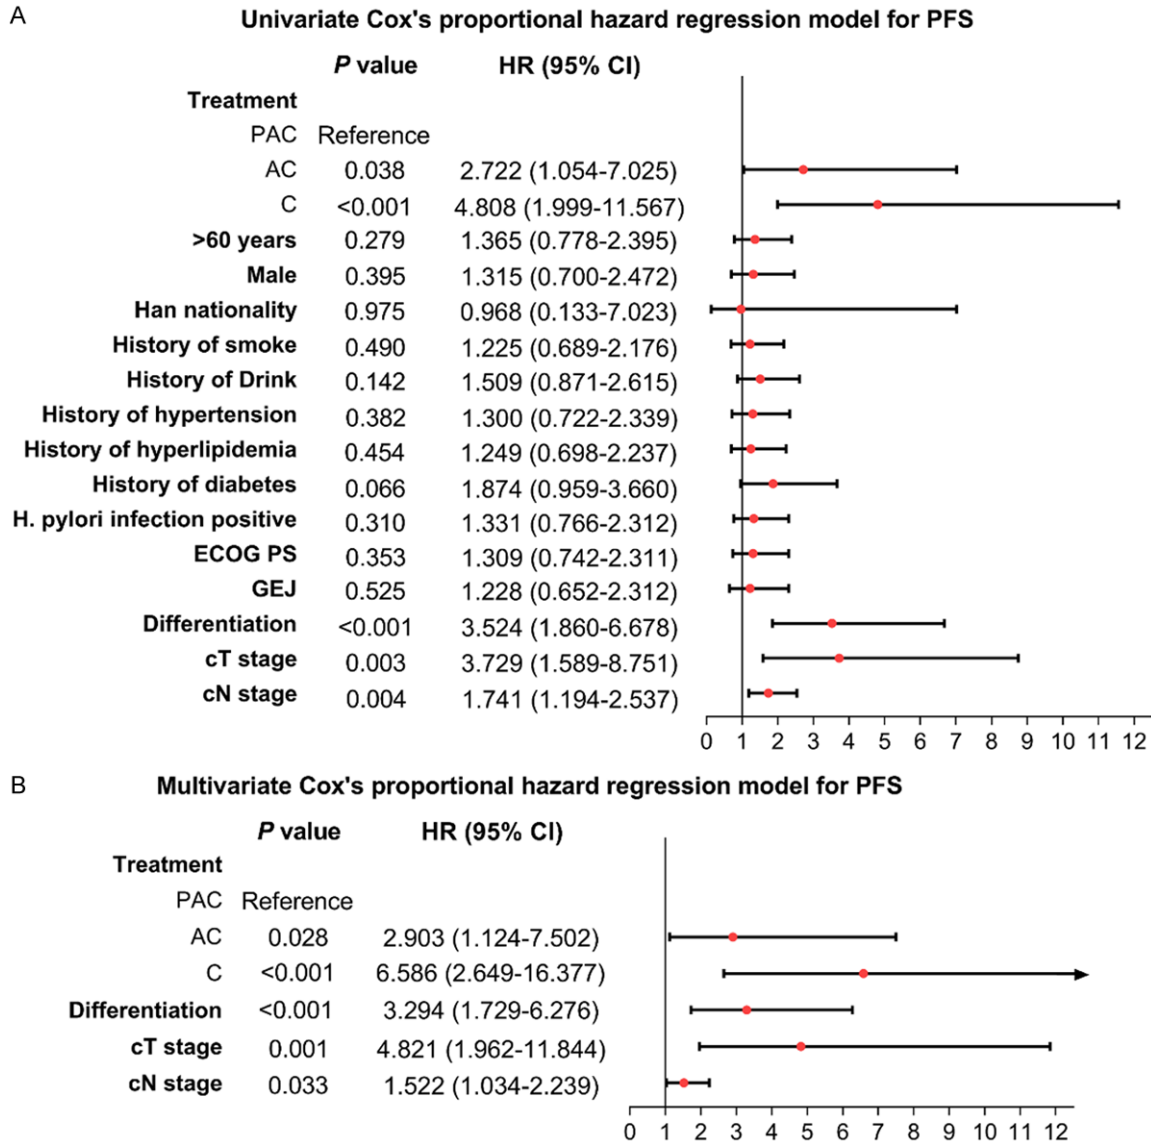 A
Univariate Cox's proportional hazard regression model for PFS
P value HR (95% CI)
Treatment
PAC Reference
AC 0.038 2.722 (1.054-7.025)
C <0.001 4.808 (1.999-11.567)
>60 years 0.279 1.365 (0.778-2.395)
Male 0.395 1.315 (0.700-2.472)
Han nationality 0.975 0.968 (0.133-7.023)
History of smoke 0.490 1.225 (0.689-2.176)
History of Drink 0.142 1.509 (0.871-2.615)
History of hypertension 0.382 1.300 (0.722-2.339)
History of hyperlipidemia 0.454 1.249 (0.698-2.237)
History of diabetes 0.066 1.874 (0.959-3.660)
H. pylori infection positive 0.310 1.331 (0.766-2.312)
ECOG PS 0.353 1.309 (0.742-2.311)
GEJ 0.525 1.228 (0.652-2.312)
Differentiation <0.001 3.524 (1.860-6.678)
cT stage 0.003 3.729 (1.589-8.751)
cN stage 0.004 1.741 (1.194-2.537)
0 1 2 3 4 5 6 7 8 9 10 11 12
B
Multivariate Cox's proportional hazard regression model for PFS
P value HR (95% CI)
Treatment
PAC Reference
AC 0.028 2.903 (1.124-7.502)
C <0.001 6.586 (2.649-16.377)
Differentiation <0.001 3.294 (1.729-6.276)
cT stage 0.001 4.821 (1.962-11.844)
cN stage 0.033 1.522 (1.034-2.239)
0 1 2 3 4 5 6 7 8 9 10 11 12